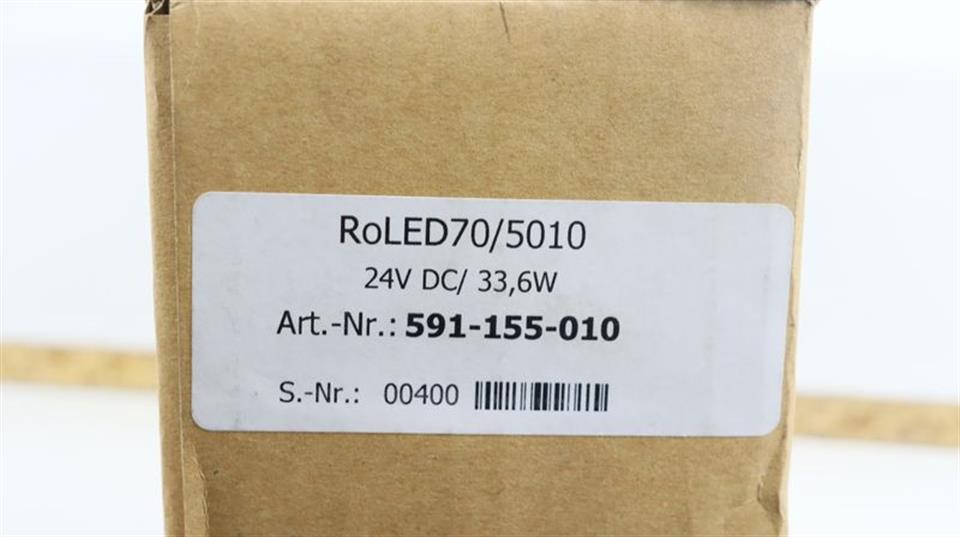 RoLED70/5010
24V DC/ 33,6W
Art.-Nr.: 591-155-010
S.-Nr.: 00400